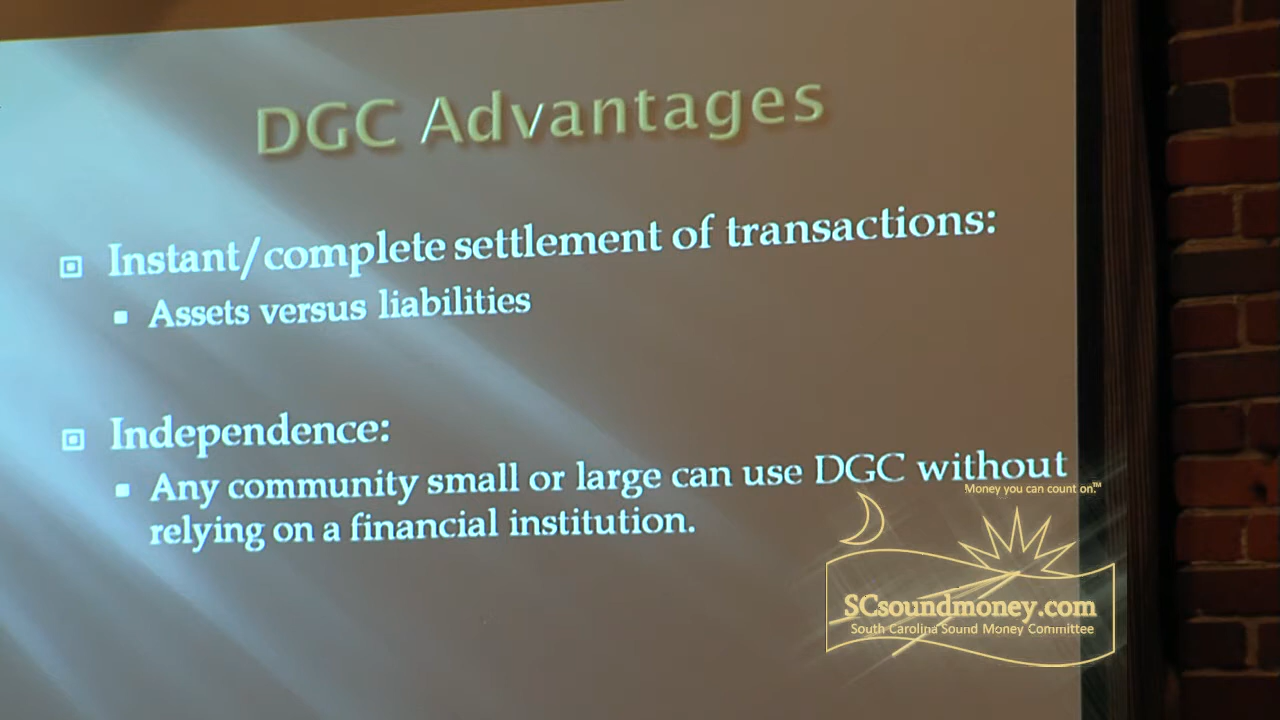 DGC Advantages
Instant/complete settlement of transactions:
Assets versus liabilities
Independence:
Any community small or large can use DGC without
relying on a financial institution.
Money you can count on.™
SCsoundmoney.com
South Carolina Sound Money Committee